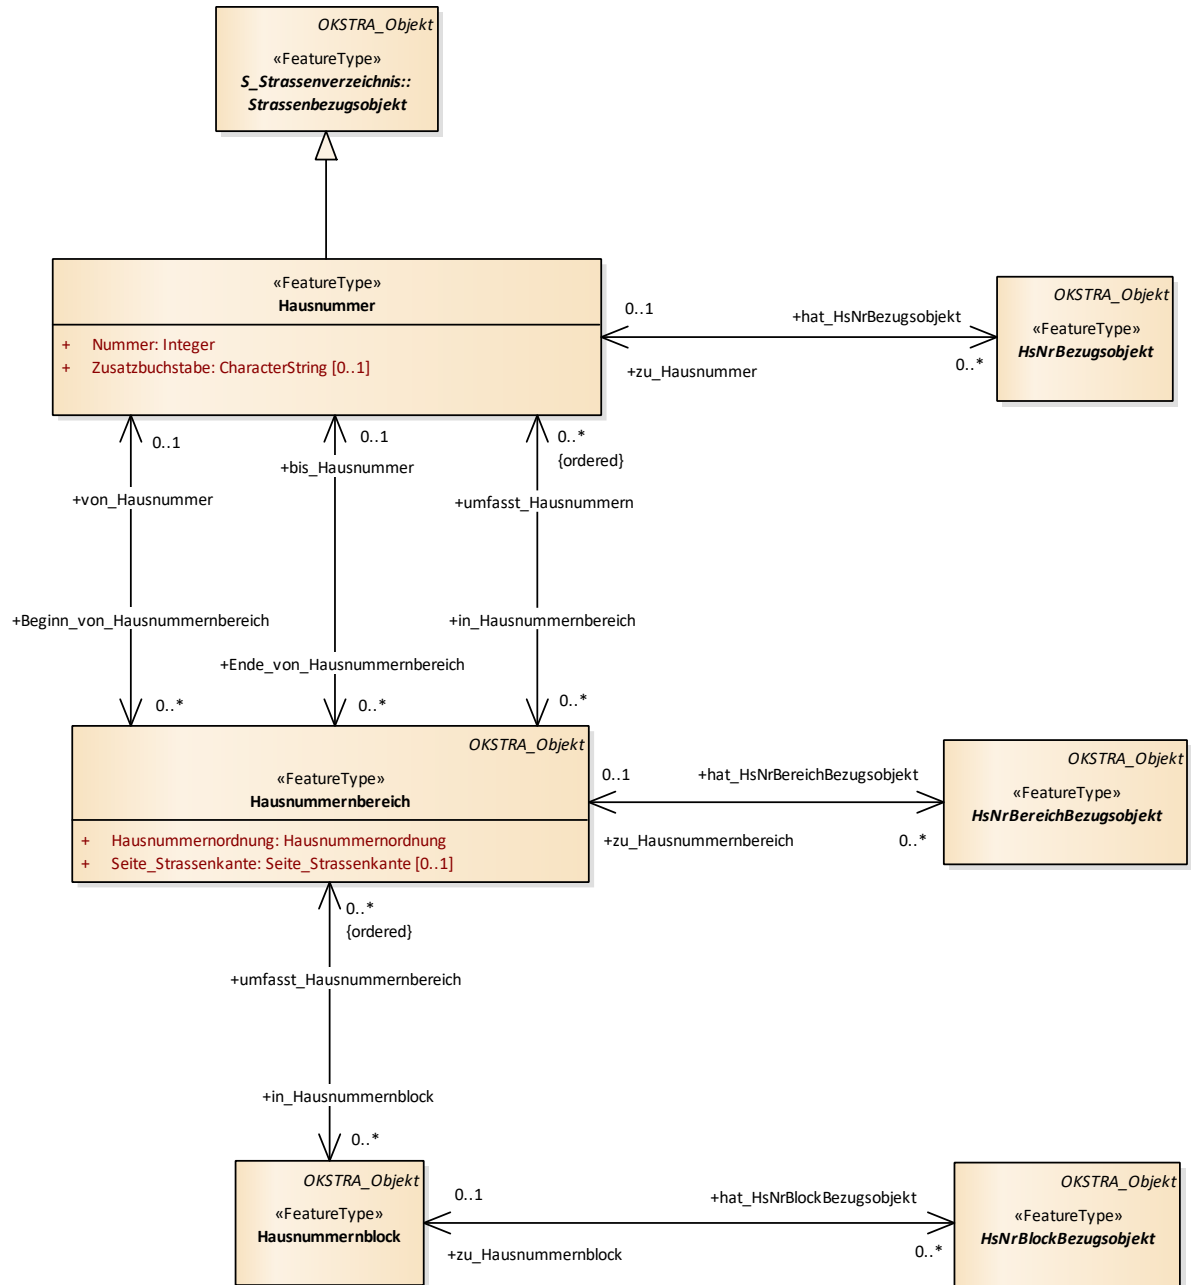 OKSTRA_Objekt
«FeatureType»
S_Strassenverzeichnis::
Strassenbezugsobjekt
«FeatureType»
Hausnummer
+ Nummer: Integer
+ Zusatzbuchstabe: CharacterString [0..1]
0..1
+hat_HsNrBezugsobjekt
+zu_Hausnummer
0..*
OKSTRA_Objekt
«FeatureType»
HsNrBezugsobjekt
0..1
+von_Hausnummer
+Beginn_von_Hausnummernbereich
0..*
0..1
+bis_Hausnummer
+Ende_von_Hausnummernbereich
0..*
0..*
{ordered}
+umfasst_Hausnummern
+in_Hausnummernbereich
0..*
OKSTRA_Objekt
«FeatureType»
Hausnummernbereich
+ Hausnummernordnung: Hausnummernordnung
+ Seite_Strassenkante: Seite_Strassenkante [0..1]
0..1
+hat_HsNrBereichBezugsobjekt
+zu_Hausnummernbereich
0..*
OKSTRA_Objekt
«FeatureType»
HsNrBereichBezugsobjekt
0..*
{ordered}
+umfasst_Hausnummernbereich
+in_Hausnummernblock
0..*
OKSTRA_Objekt
«FeatureType»
Hausnummernblock
0..1
+hat_HsNrBlockBezugsobjekt
+zu_Hausnummernblock
0..*
OKSTRA_Objekt
«FeatureType»
HsNrBlockBezugsobjekt